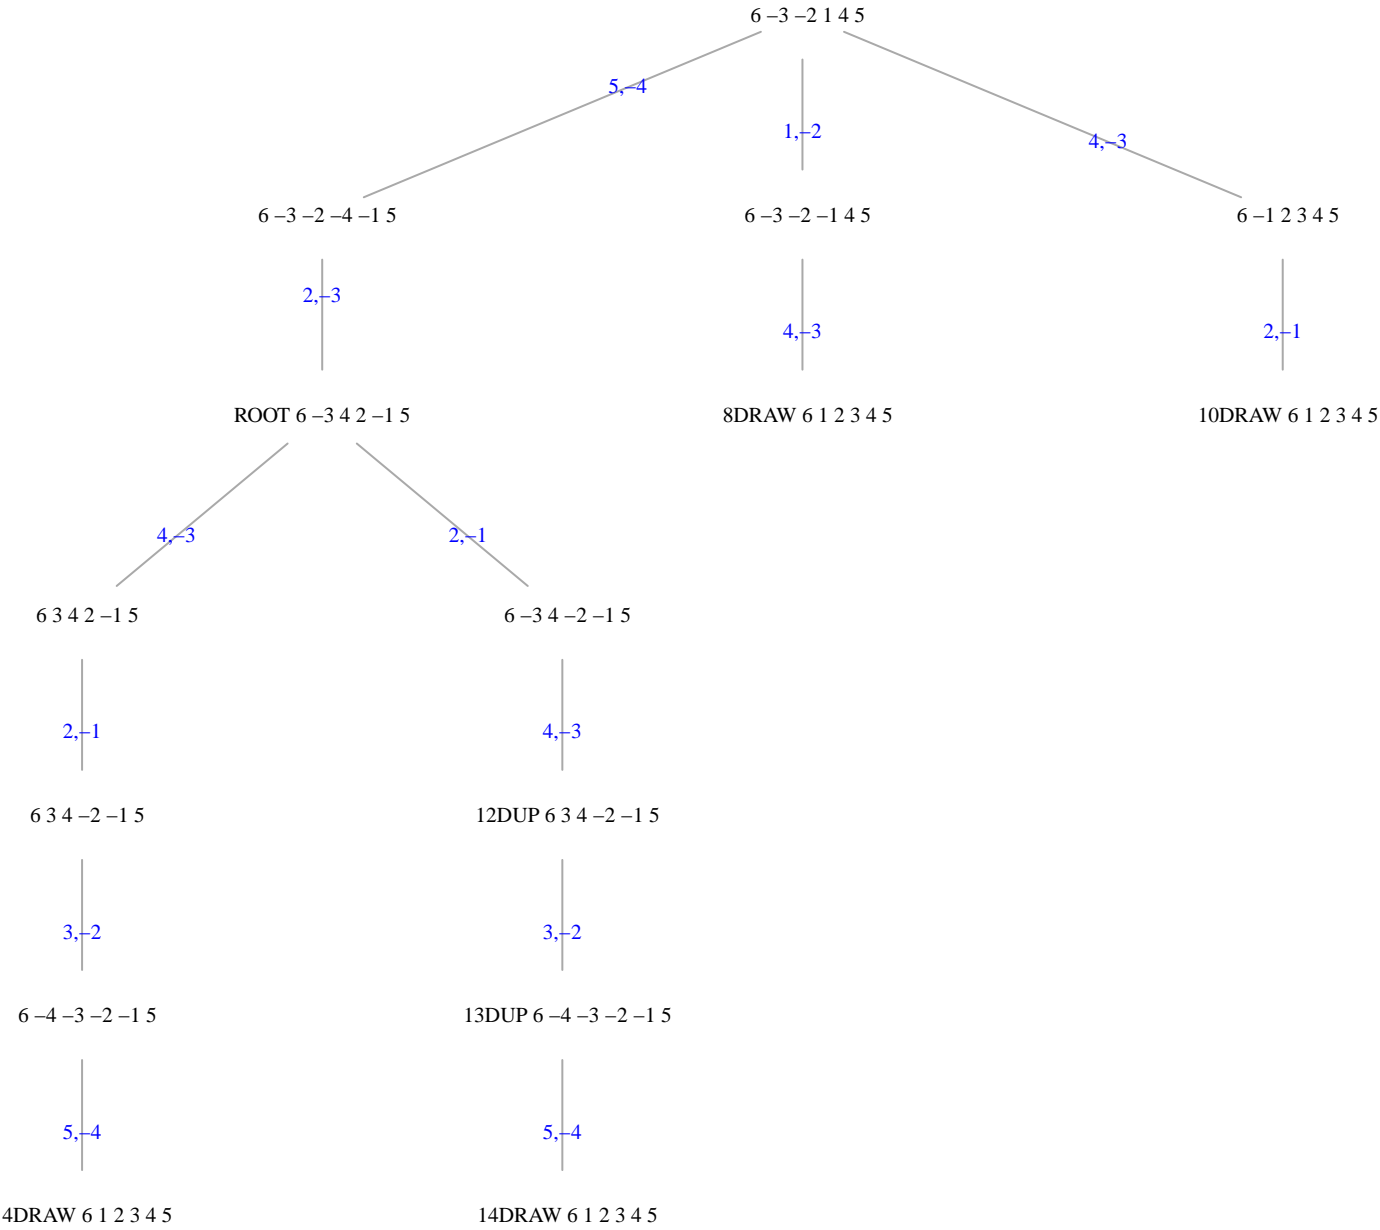 6 –3 –2 1 4 5
5,–4
1,–2
4,–3
6 –3 –2 –4 –1 5
6 –3 –2 –1 4 5
6 –1 2 3 4 5
2,–3
4,–3
2,–1
ROOT 6 –3 4 2 –1 5
8DRAW 6 1 2 3 4 5
10DRAW 6 1 2 3 4 5
4,–3
2,–1
6 3 4 2 –1 5
6 –3 4 –2 –1 5
2,–1
4,–3
6 3 4 –2 –1 5
12DUP 6 3 4 –2 –1 5
3,–2
3,–2
6 –4 –3 –2 –1 5
13DUP 6 –4 –3 –2 –1 5
5,–4
5,–4
4DRAW 6 1 2 3 4 5
14DRAW 6 1 2 3 4 5